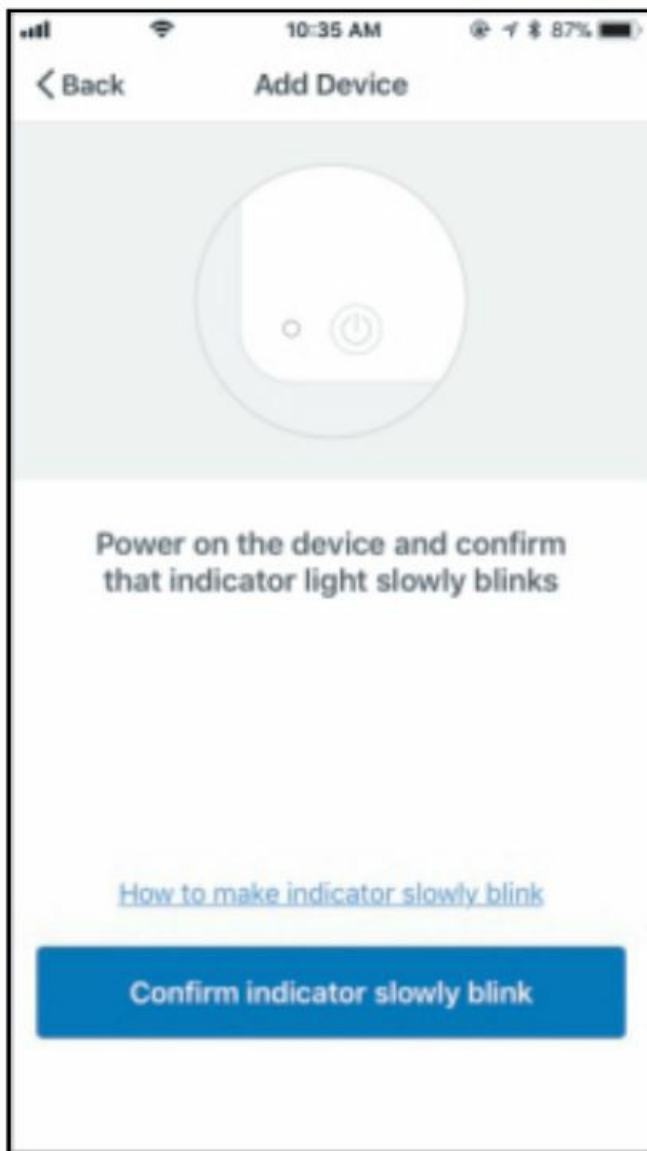 10:35 AM 87%
Back Add Device
Power on the device and confirm
that indicator light slowly blinks
How to make indicator slowly blink
Confirm indicator slowly blink